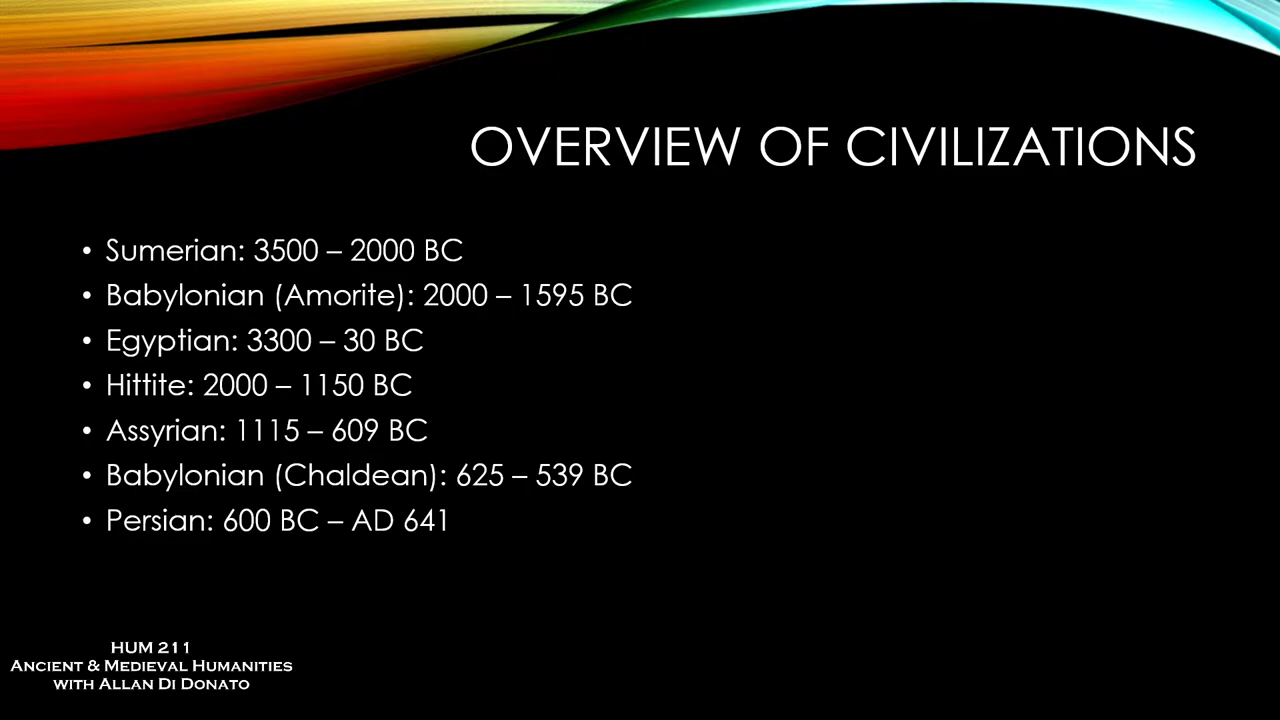 OVERVIEW OF CIVILIZATIONS
• Sumerian: 3500 – 2000 BC
• Babylonian (Amorite): 2000 – 1595 BC
• Egyptian: 3300 – 30 BC
• Hittite: 2000 – 1150 BC
• Assyrian: 1115 – 609 BC
• Babylonian (Chaldean): 625 – 539 BC
• Persian: 600 BC – AD 641
HUM 211
Ancient & Medieval Humanities
with Allan Di Donato